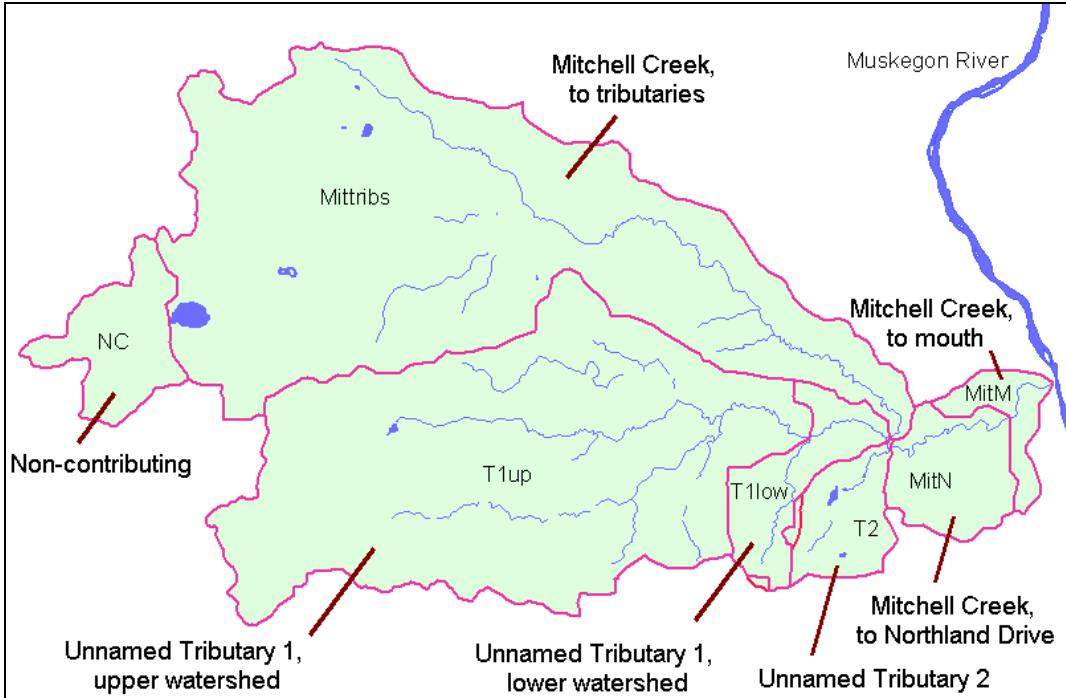 Mitchell Creek,
to tributaries
Muskegon River
Mittribs
NC
Mitchell Creek,
to mouth
MitM
Non-contributing
T1up
T1low
MitN
T2
Unnamed Tributary 1,
upper watershed
Unnamed Tributary 1,
lower watershed
Unnamed Tributary 2
Mitchell Creek,
to Northland Drive